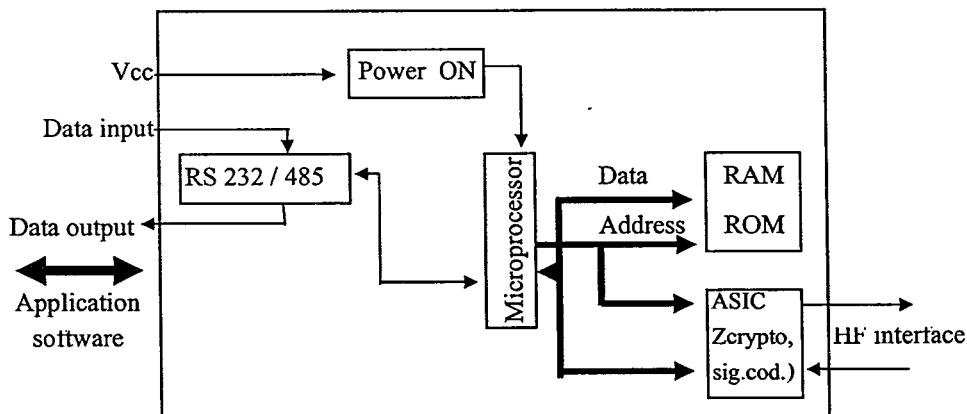 Vcc
Power ON
Data input
RS 232 / 485
Data output
Application
software
Microprocessor
Data
Address
RAM
ROM
ASIC
Zcrypto,
sig.cod.)
HF interface